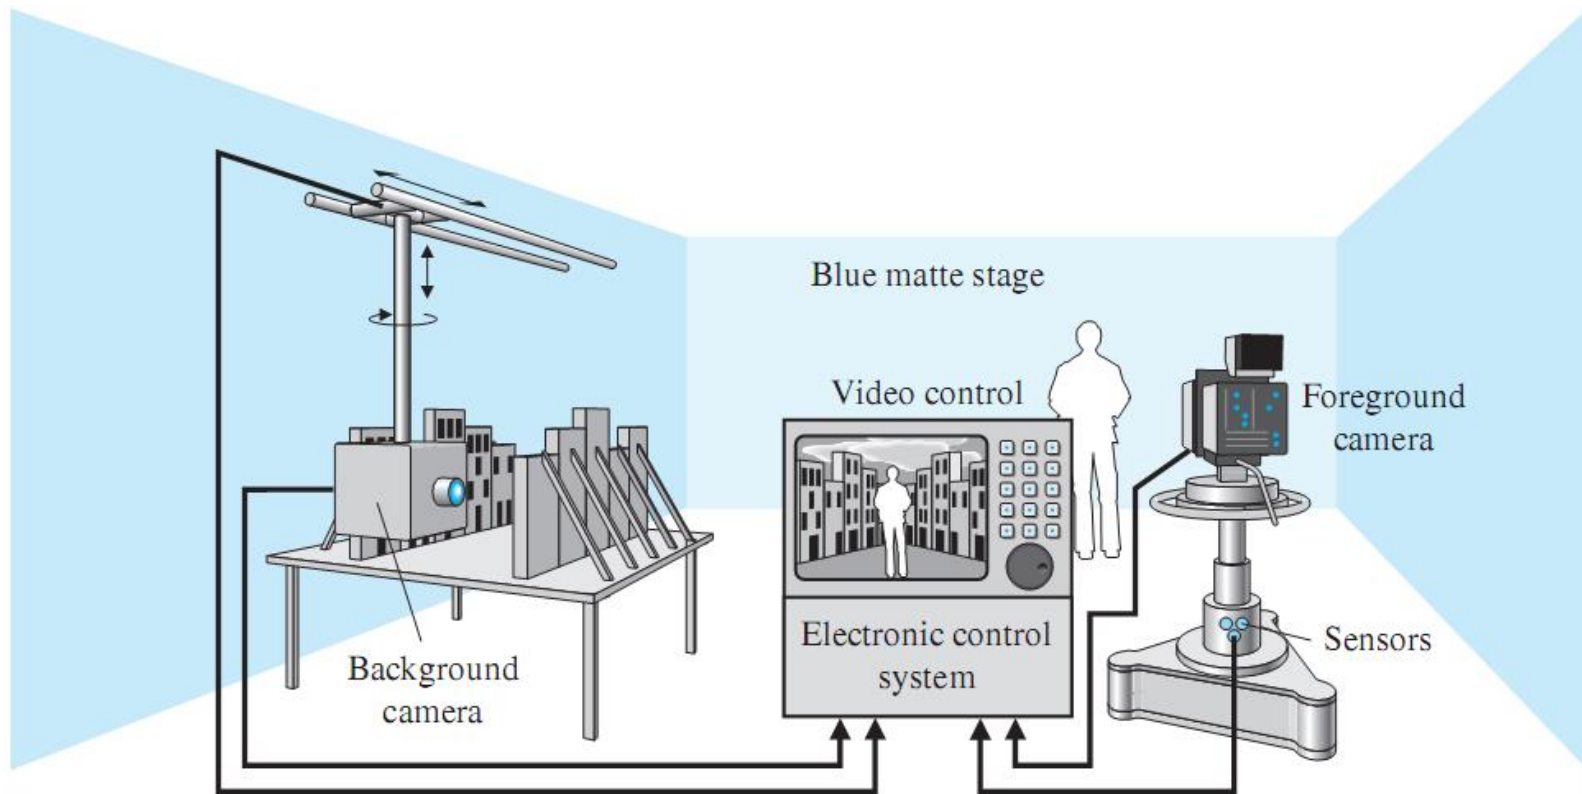 Blue matte stage
Video control
Foreground
camera
Electronic control
system
Sensors
Background
camera